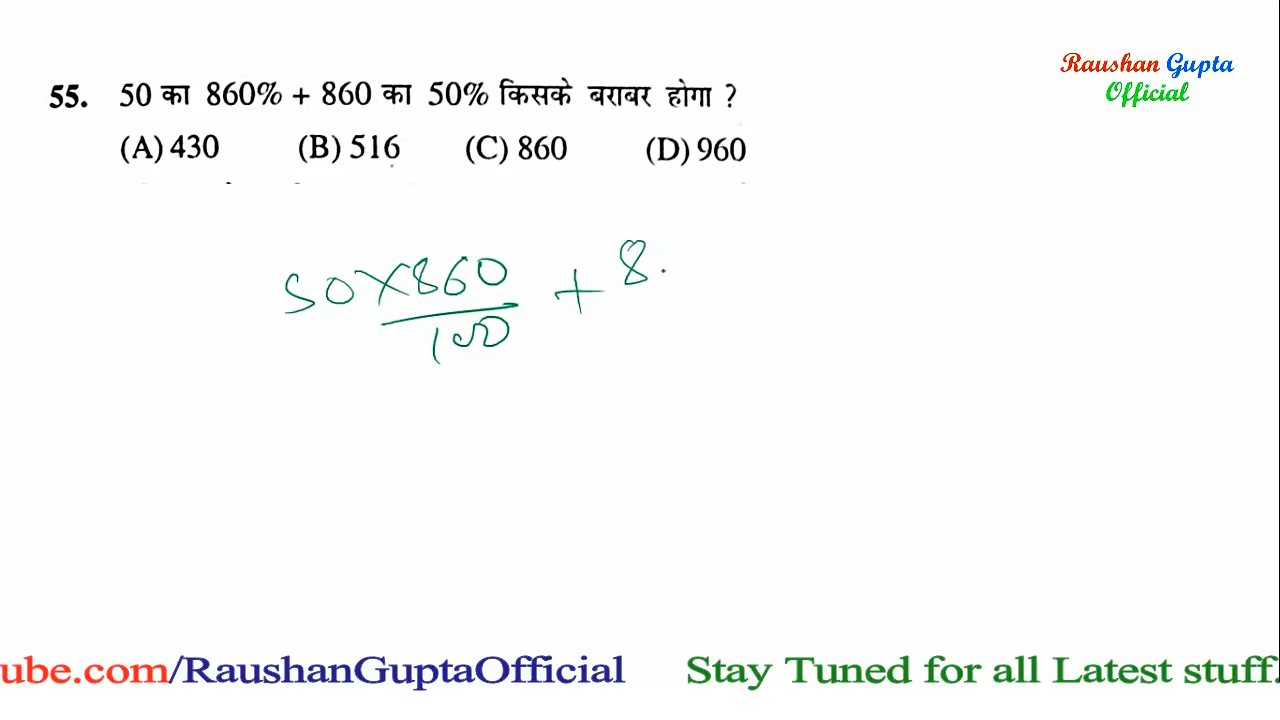 Raushan Gupta
Official
55. 50 का 860% + 860 का 50% किसके बराबर होगा ?
(A) 430 (B) 516 (C) 860 (D) 960
50×860 + 8
100
ube.com/RaushanGuptaOfficial Stay Tuned for all Latest stuff.